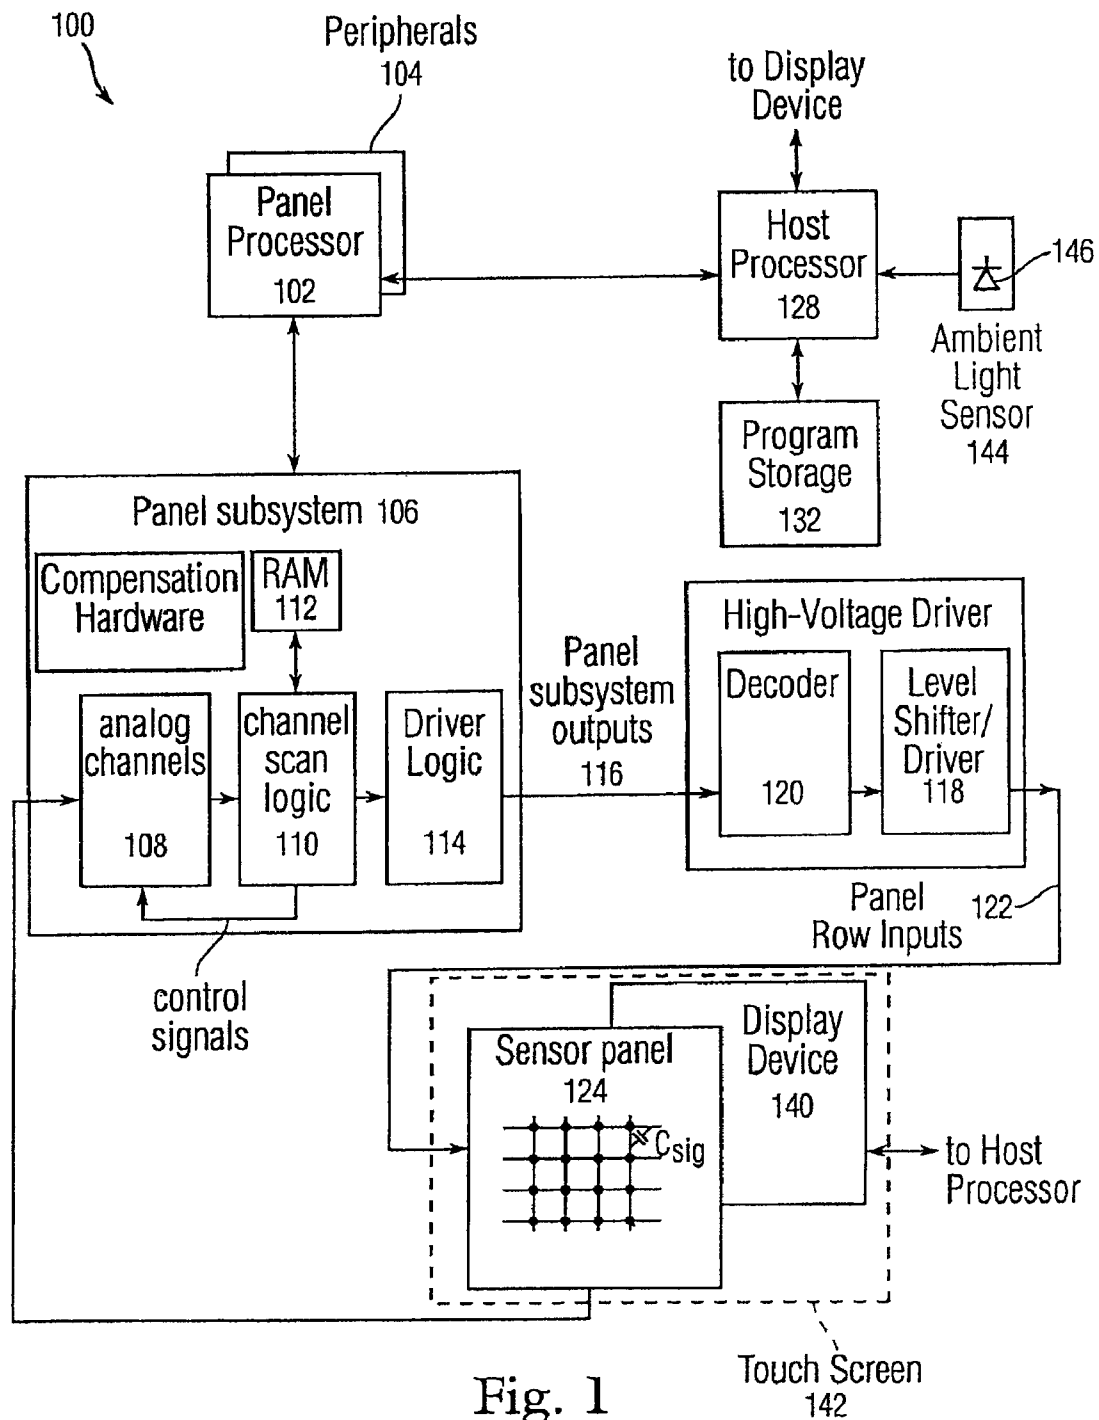 100
Peripherals
104
to Display
Device
Panel
Processor
102
Host
Processor
128
146
Ambient
Light
Sensor
144
Program
Storage
132
Panel subsystem 106
Compensation
Hardware
RAM
112
analog
channels
108
channel
scan
logic
110
Driver
Logic
114
control
signals
Panel
subsystem
outputs
116
High-Voltage Driver
Decoder
120
Level
Shifter/
Driver
118
Panel
Row Inputs
122
Sensor panel
124
Csig
Display
Device
140
to Host
Processor
Touch Screen
142
Fig. 1